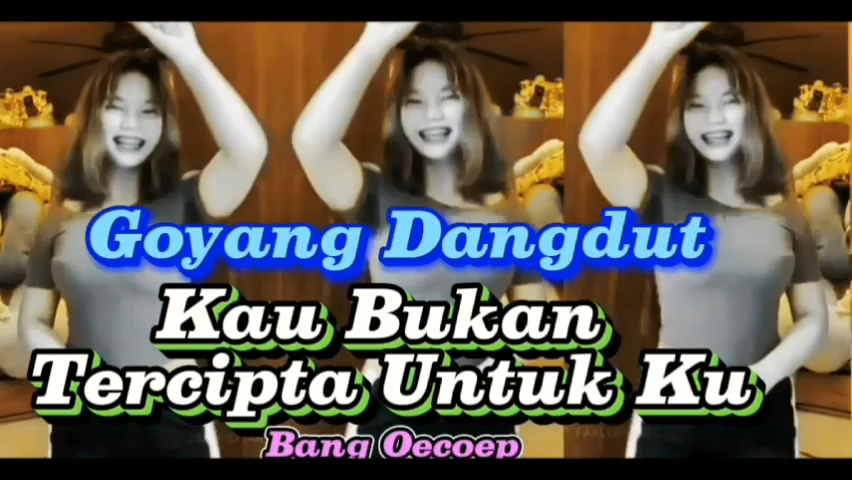 Goyang Dangdut
Kau Bukan
Tercipta Untuk Ku
Bang Oecoep